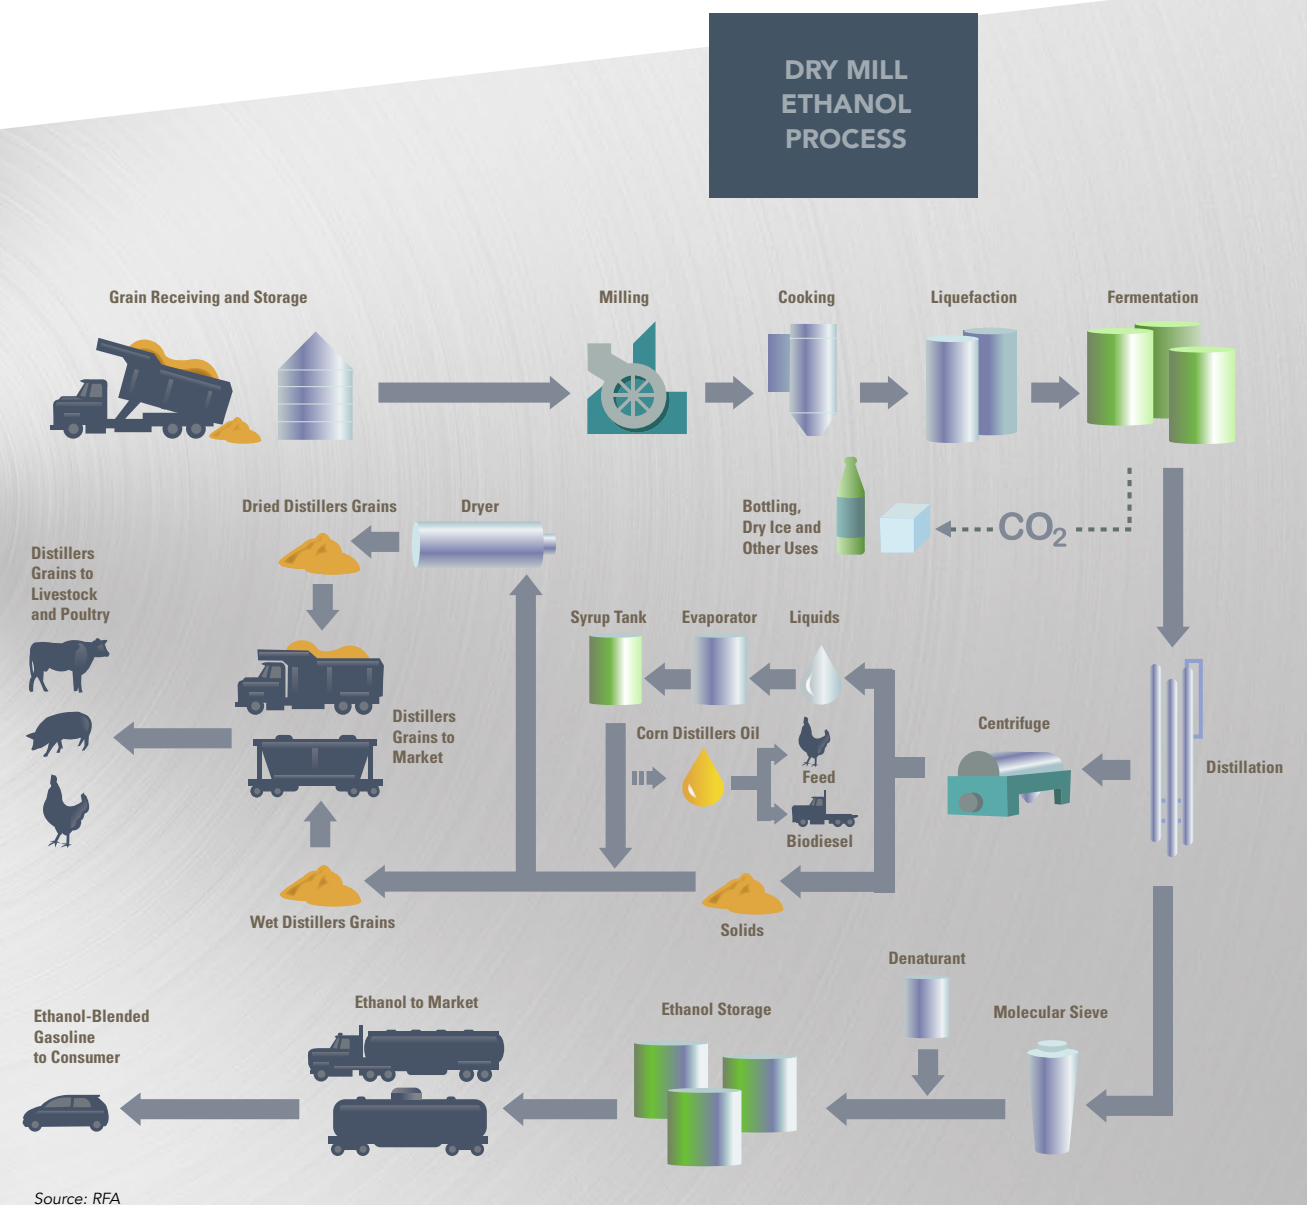 DRY MILL
ETHANOL
PROCESS
Grain Receiving and Storage
Milling
Cooking
Liquefaction
Fermentation
Bottling,
Dry Ice and
Other Uses
CO2
Dried Distillers Grains
Dryer
Distillers
Grains to
Livestock
and Poultry
Syrup Tank
Evaporator
Liquids
Distillers
Grains to
Market
Corn Distillers Oil
Feed
Biodiesel
Centrifuge
Distillation
Wet Distillers Grains
Solids
Denaturant
Molecular Sieve
Ethanol Storage
Ethanol to Market
Ethanol-Blended
Gasoline
to Consumer
Source: RFA